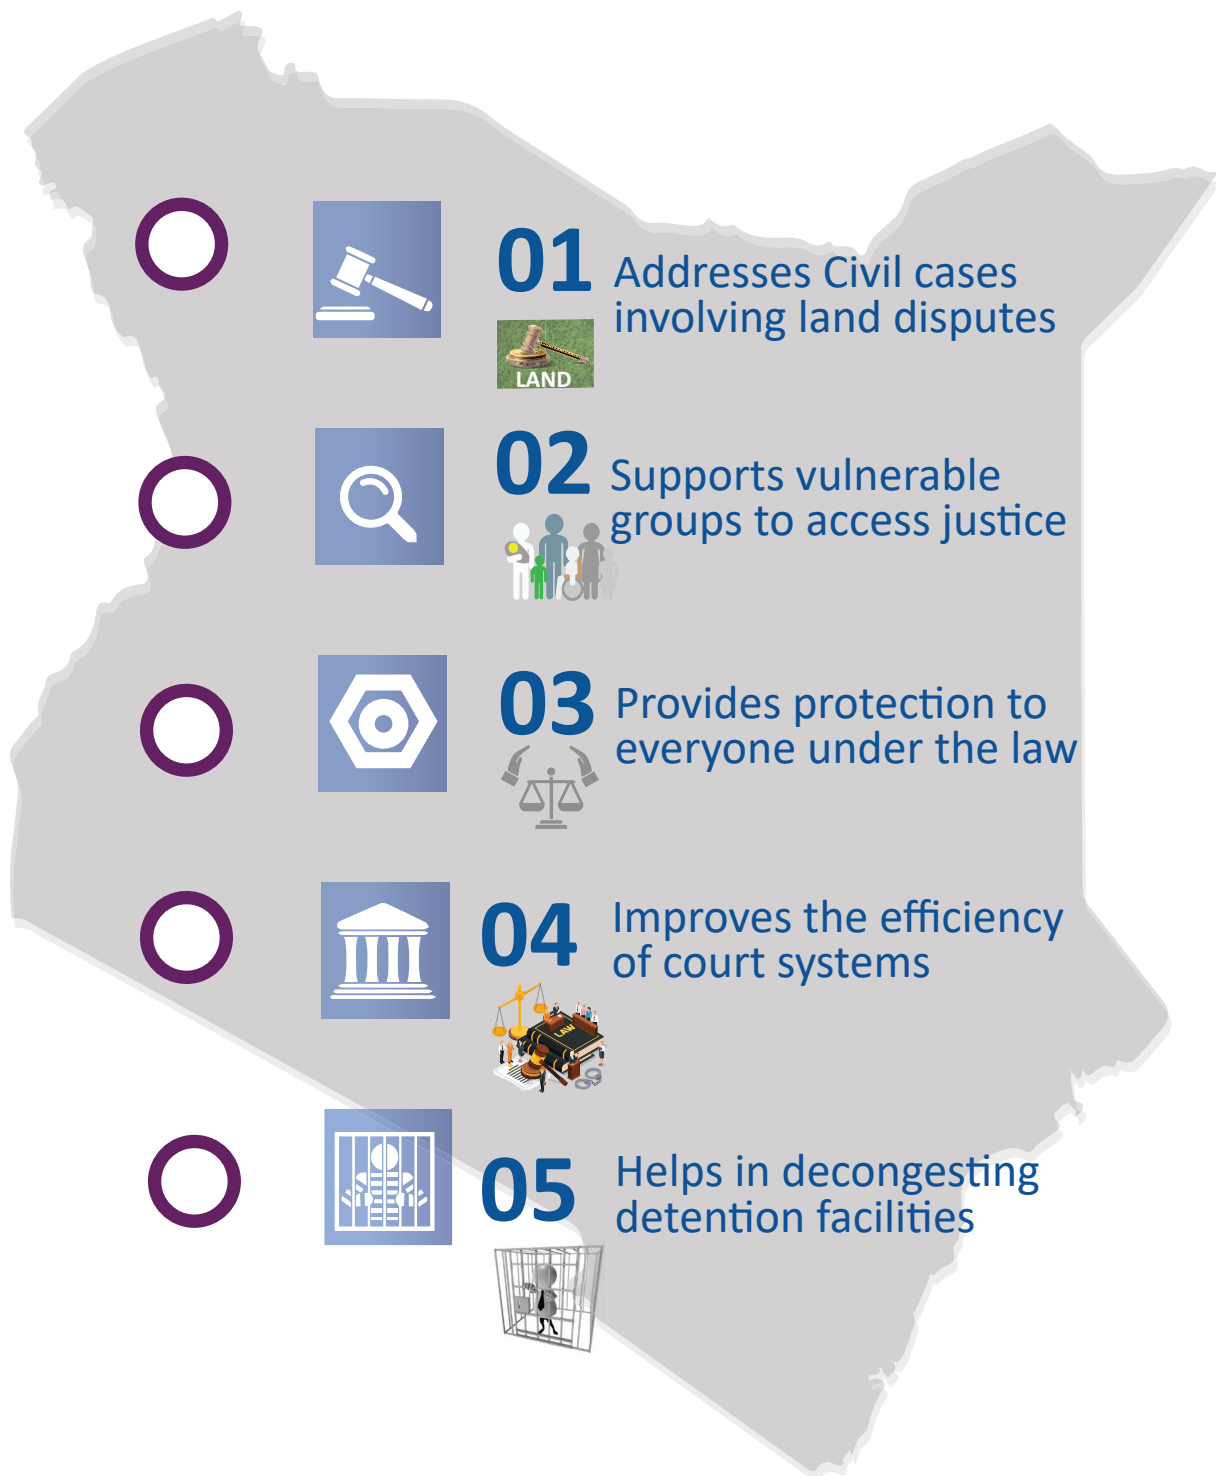 01
Addresses Civil cases
involving land disputes
LAND
02
Supports vulnerable
groups to access justice
03
Provides protection to
everyone under the law
04
Improves the efficiency
of court systems
LAW
05
Helps in decongesting
detention facilities